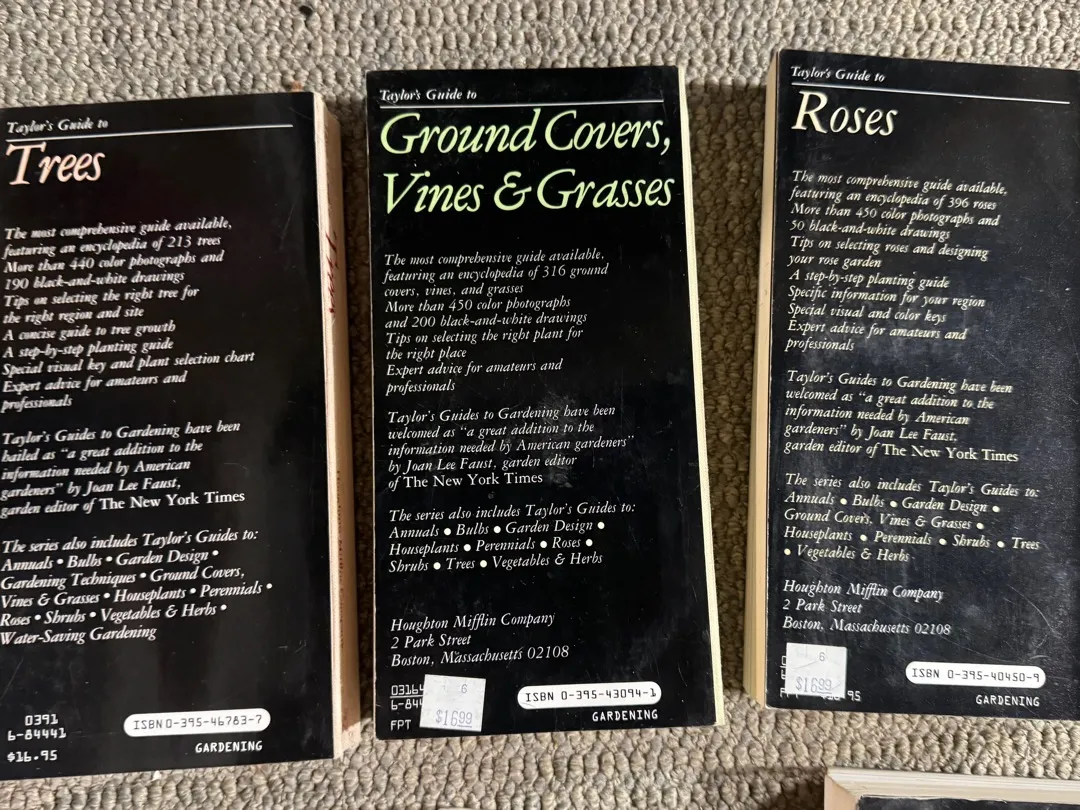 Taylor's Guide to
Trees
The most comprehensive guide available,
featuring an encyclopedia of 213 trees
More than 440 color photographs and
190 black-and-white drawings
Tips on selecting the right tree for
the right region and site
A concise guide to tree growth
A step-by-step planting guide
Special visual key and plant selection chart
Expert advice for amateurs and
professionals
Taylor's Guides to Gardening have been
hailed as "a great addition to the
information needed by American
gardeners" by Joan Lee Faust,
garden editor of The New York Times
The series also includes Taylor's Guides to:
Annuals • Bulbs • Garden Design •
Gardening Techniques • Ground Covers,
Vines & Grasses • Houseplants • Perennials •
Roses • Shrubs • Vegetables & Herbs •
Water-Saving Gardening
0391
6-84441
$16.95
ISBN 0-395-46783-7
GARDENING
Taylor's Guide to
Ground Covers,
Vines & Grasses
The most comprehensive guide available,
featuring an encyclopedia of 316 ground
covers, vines, and grasses
More than 450 color photographs
and 200 black-and-white drawings
Tips on selecting the right plant for
the right place
Expert advice for amateurs and
professionals
Taylor's Guides to Gardening have been
welcomed as "a great addition to the
information needed by American gardeners"
by Joan Lee Faust, garden editor
of The New York Times
The series also includes Taylor's Guides to:
Annuals • Bulbs • Garden Design •
Houseplants • Perennials • Roses •
Shrubs • Trees • Vegetables & Herbs
Houghton Mifflin Company
2 Park Street
Boston, Massachusetts 02108
0316
6-84
FPT
6
$16.99
ISBN 0-395-43094-1
GARDENING
Taylor's Guide to
Roses
The most comprehensive guide available,
featuring an encyclopedia of 396 roses
More than 450 color photographs and
50 black-and-white drawings
Tips on selecting roses and designing
your rose garden
A step-by-step planting guide
Specific information for your region
Special visual and color keys
Expert advice for amateurs and
professionals
Taylor's Guides to Gardening have been
welcomed as "a great addition to the
information needed by American
gardeners" by Joan Lee Faust,
garden editor of The New York Times
The series also includes Taylor's Guides to:
Annuals • Bulbs • Garden Design •
Ground Covers, Vines & Grasses •
Houseplants • Perennials • Shrubs • Trees
• Vegetables & Herbs
Houghton Mifflin Company
2 Park Street
Boston, Massachusetts 02108
6
$16.99
95
ISBN 0-395-40450-9
GARDENING